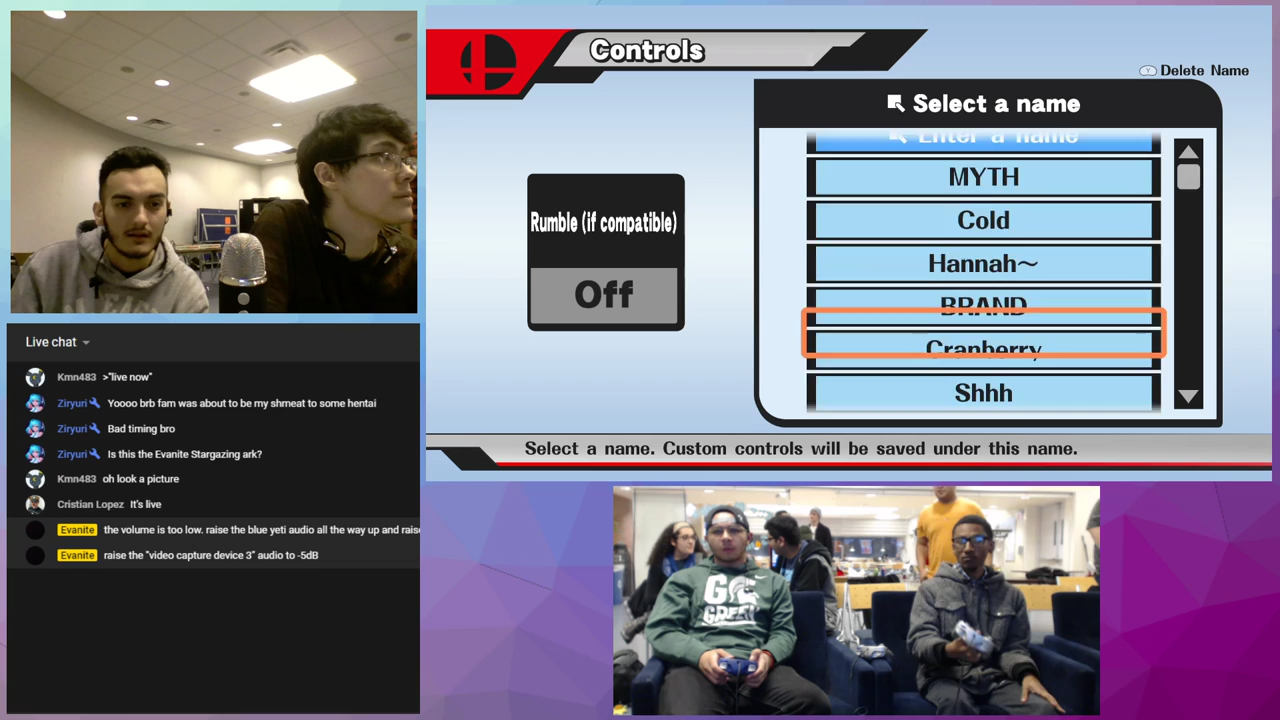 Controls
Delete Name
Select a name
Enter a name
MYTH
Cold
Hannah～
BRAND
Cranberry
Shhh
Rumble (if compatible)
Off
Select a name. Custom controls will be saved under this name.
Live chat
Kmn483 >"live now"
Ziryuri Yoooo brb fam was about to be my shmeat to some hentai
Ziryuri Bad timing bro
Ziryuri Is this the Evanite Stargazing ark?
Kmn483 oh look a picture
Cristian Lopez It's live
Evanite the volume is too low. raise the blue yeti audio all the way up and raise
Evanite raise the "video capture device 3" audio to -5dB
GO
GREEN